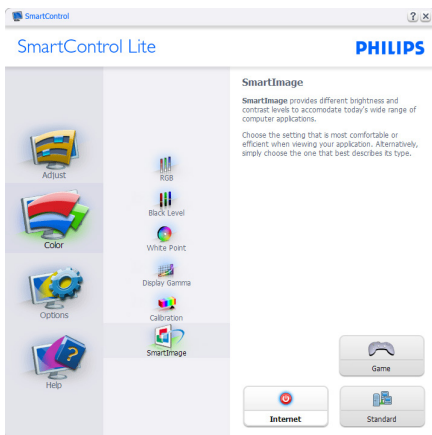 SmartControl
SmartControl Lite
PHILIPS
Adjust
Color
Options
Help
RGB
Black Level
White Point
Display Gamma
Calibration
SmartImage
SmartImage
SmartImage provides different brightness and
contrast levels to accomodate today's wide range of
computer applications.
Choose the setting that is most comfortable or
efficient when viewing your application. Alternatively,
simply choose the one that best describes its type.
Game
Internet
Standard